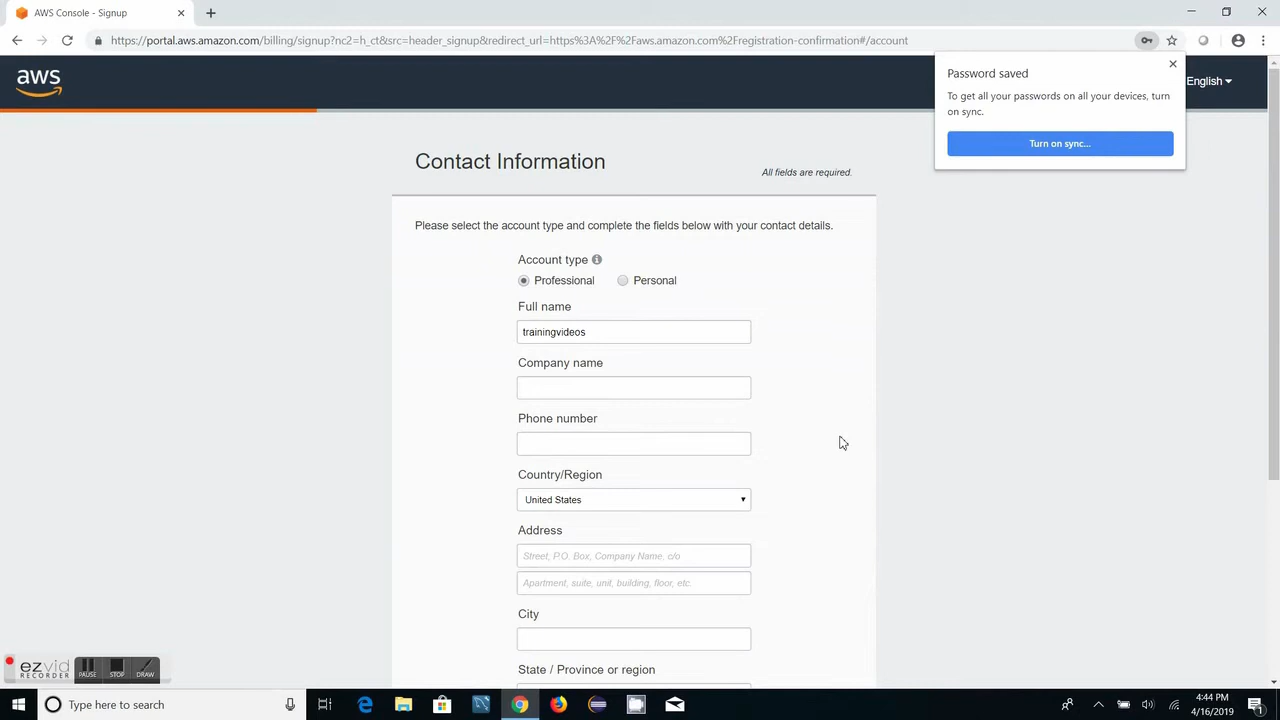 AWS Console - Signup
https://portal.aws.amazon.com/billing/signup?nc2=h_ct&src=header_signup&redirect_url=https%3A%2F%2Faws.amazon.com%2Fregistration-confirmation#/account
aws
English
Password saved
To get all your passwords on all your devices, turn
on sync.
Turn on sync...
Contact Information
All fields are required.
Please select the account type and complete the fields below with your contact details.
Account type
Professional
Personal
Full name
trainingvideos
Company name
Phone number
Country/Region
United States
Address
Street, P.O. Box, Company Name, c/o
Apartment, suite, unit, building, floor, etc.
City
State / Province or region
ezvid
RECORDER
PAUSE
STOP
DRAW
Type here to search
4:44 PM
4/16/2019
1